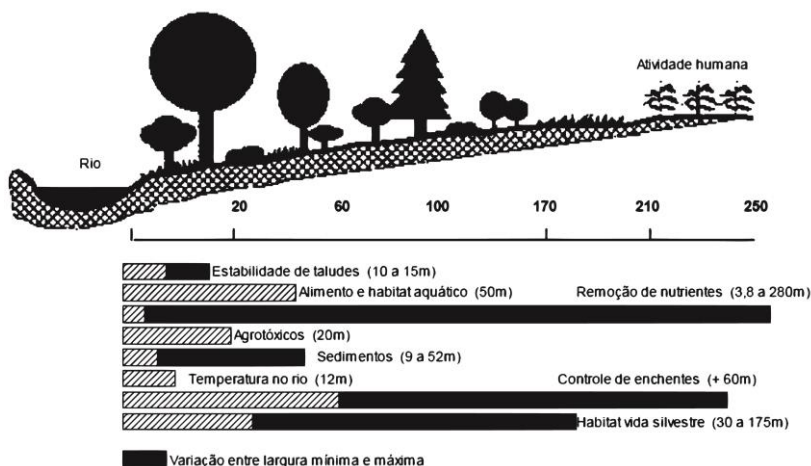 Atividade humana
Rio
20 60 100 170 210 250
Estabilidade de taludes (10 a 15m)
Alimento e habitat aquático (50m) Remoção de nutrientes (3,8 a 280m)
Agrotóxicos (20m)
Sedimentos (9 a 52m)
Temperatura no rio (12m) Controle de enchentes (+ 60m)
Habitat vida silvestre (30 a 175m)
Variação entre largura mínima e máxima